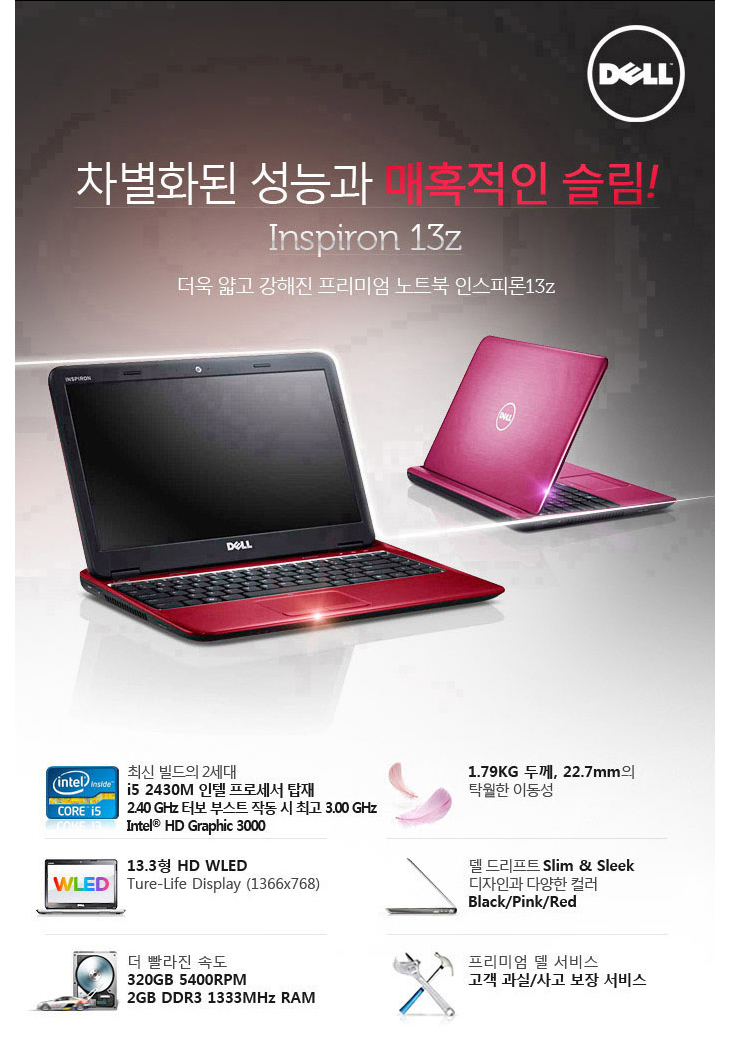 DELL
차별화된 성능과 매혹적인 슬림!
Inspiron 13z
더욱 얇고 강해진 프리미엄 노트북 인스피론13z
INSPIRON
DELL
DELL
intel inside
CORE i5
최신 빌드의 2세대
i5 2430M 인텔 프로세서 탑재
2.40 GHz 터보 부스트 작동 시 최고 3.00 GHz
Intel® HD Graphic 3000
1.79KG 두께, 22.7mm의
탁월한 이동성
WLED
DELL
13.3형 HD WLED
Ture-Life Display (1366x768)
델 드리프트 Slim & Sleek
디자인과 다양한 컬러
Black/Pink/Red
더 빨라진 속도
320GB 5400RPM
2GB DDR3 1333MHz RAM
프리미엄 델 서비스
고객 과실/사고 보장 서비스